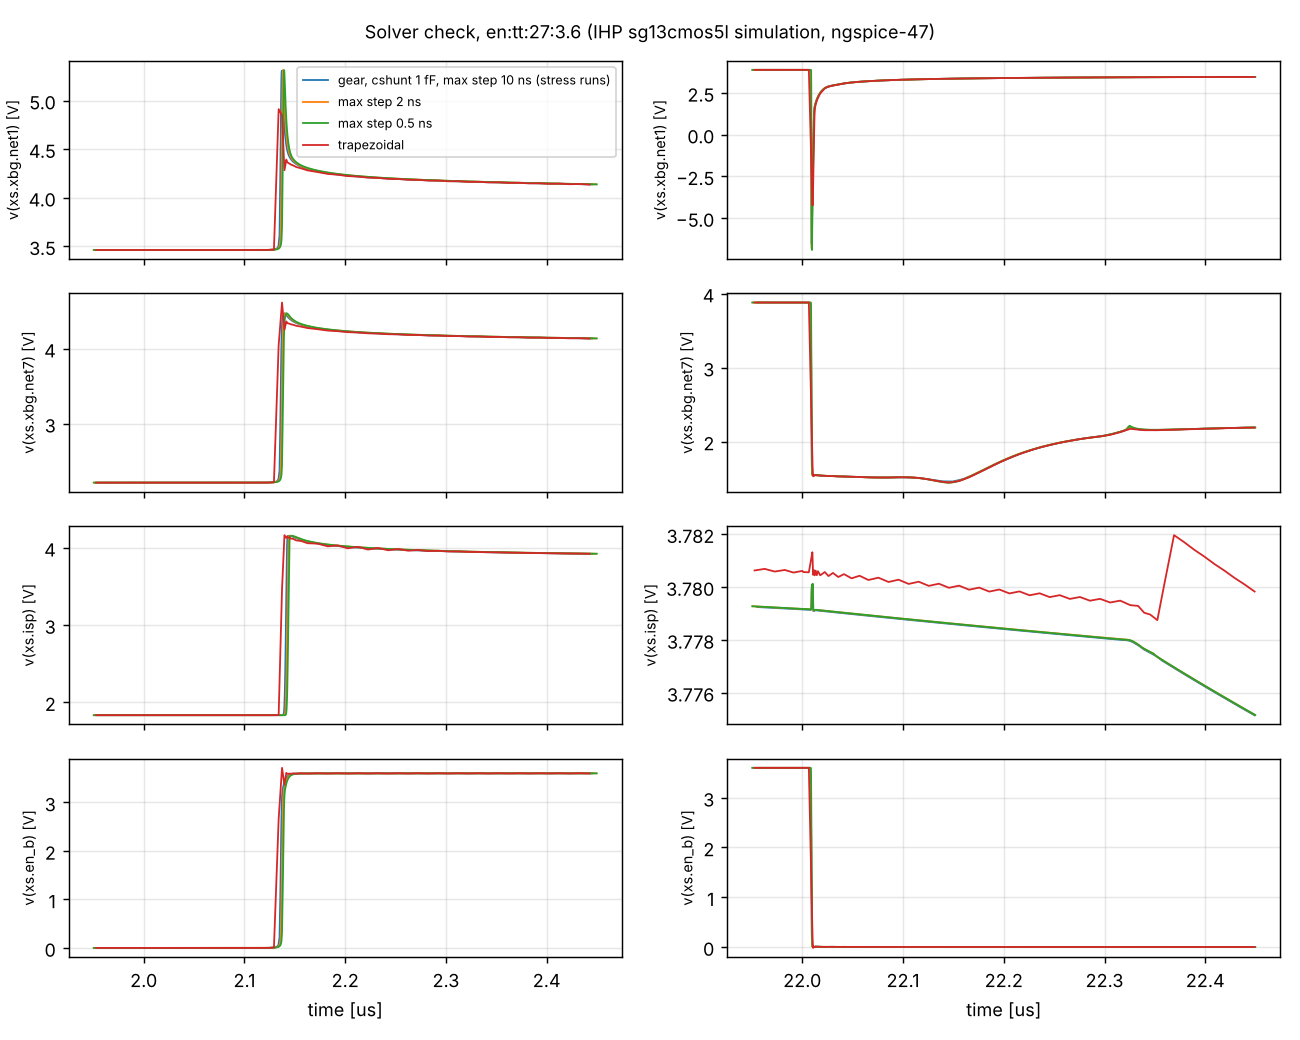 Solver check, en:tt:27:3.6 (IHP sg13cmos5l simulation, ngspice-47)
v(xs.xbg.net1) [V]
5.0
4.5
4.0
3.5
gear, cshunt 1 fF, max step 10 ns (stress runs)
max step 2 ns
max step 0.5 ns
trapezoidal
v(xs.xbg.net1) [V]
2.5
0.0
−2.5
−5.0
v(xs.xbg.net7) [V]
4
3
v(xs.xbg.net7) [V]
4
3
2
v(xs.isp) [V]
4
3
2
v(xs.isp) [V]
3.782
3.780
3.778
3.776
v(xs.en_b) [V]
3
2
1
0
2.0 2.1 2.2 2.3 2.4
time [us]
v(xs.en_b) [V]
3
2
1
0
22.0 22.1 22.2 22.3 22.4
time [us]